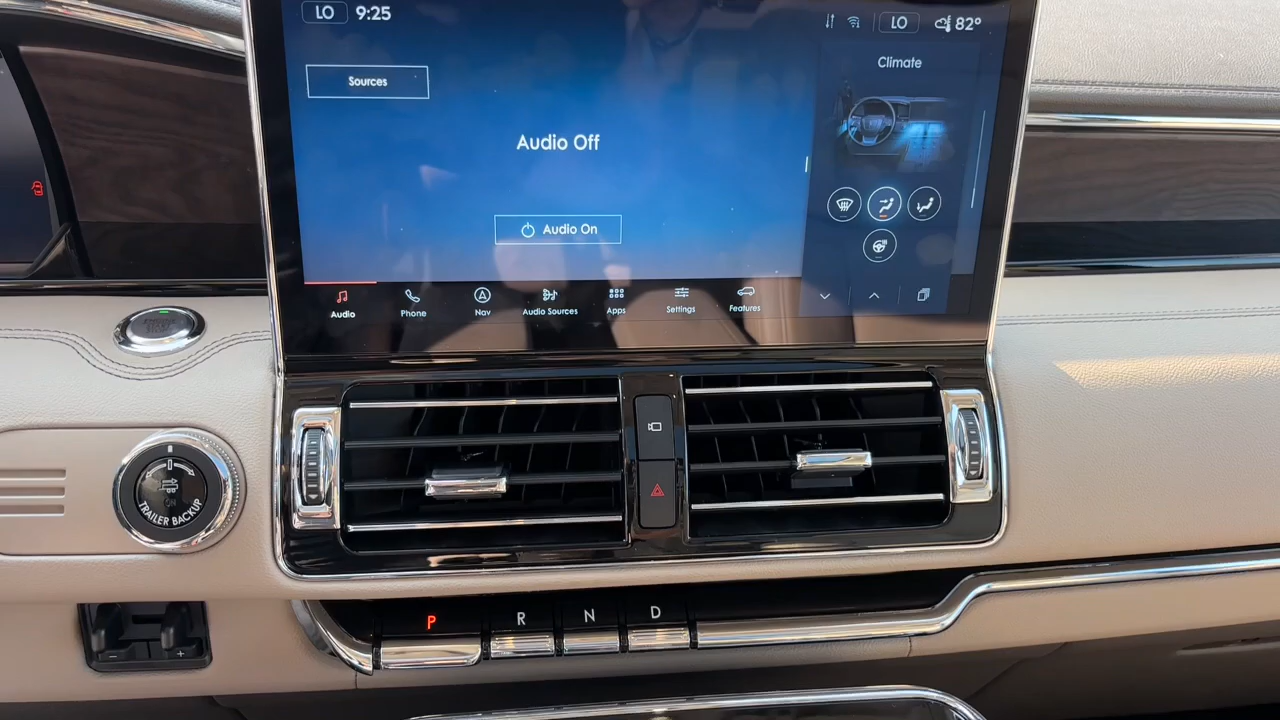 LO 9:25
LO 82°
Sources
Climate
Audio Off
Audio On
Audio
Phone
Nav
Audio Sources
Apps
Settings
Features
TRAILER BACKUP
P R N D
- +